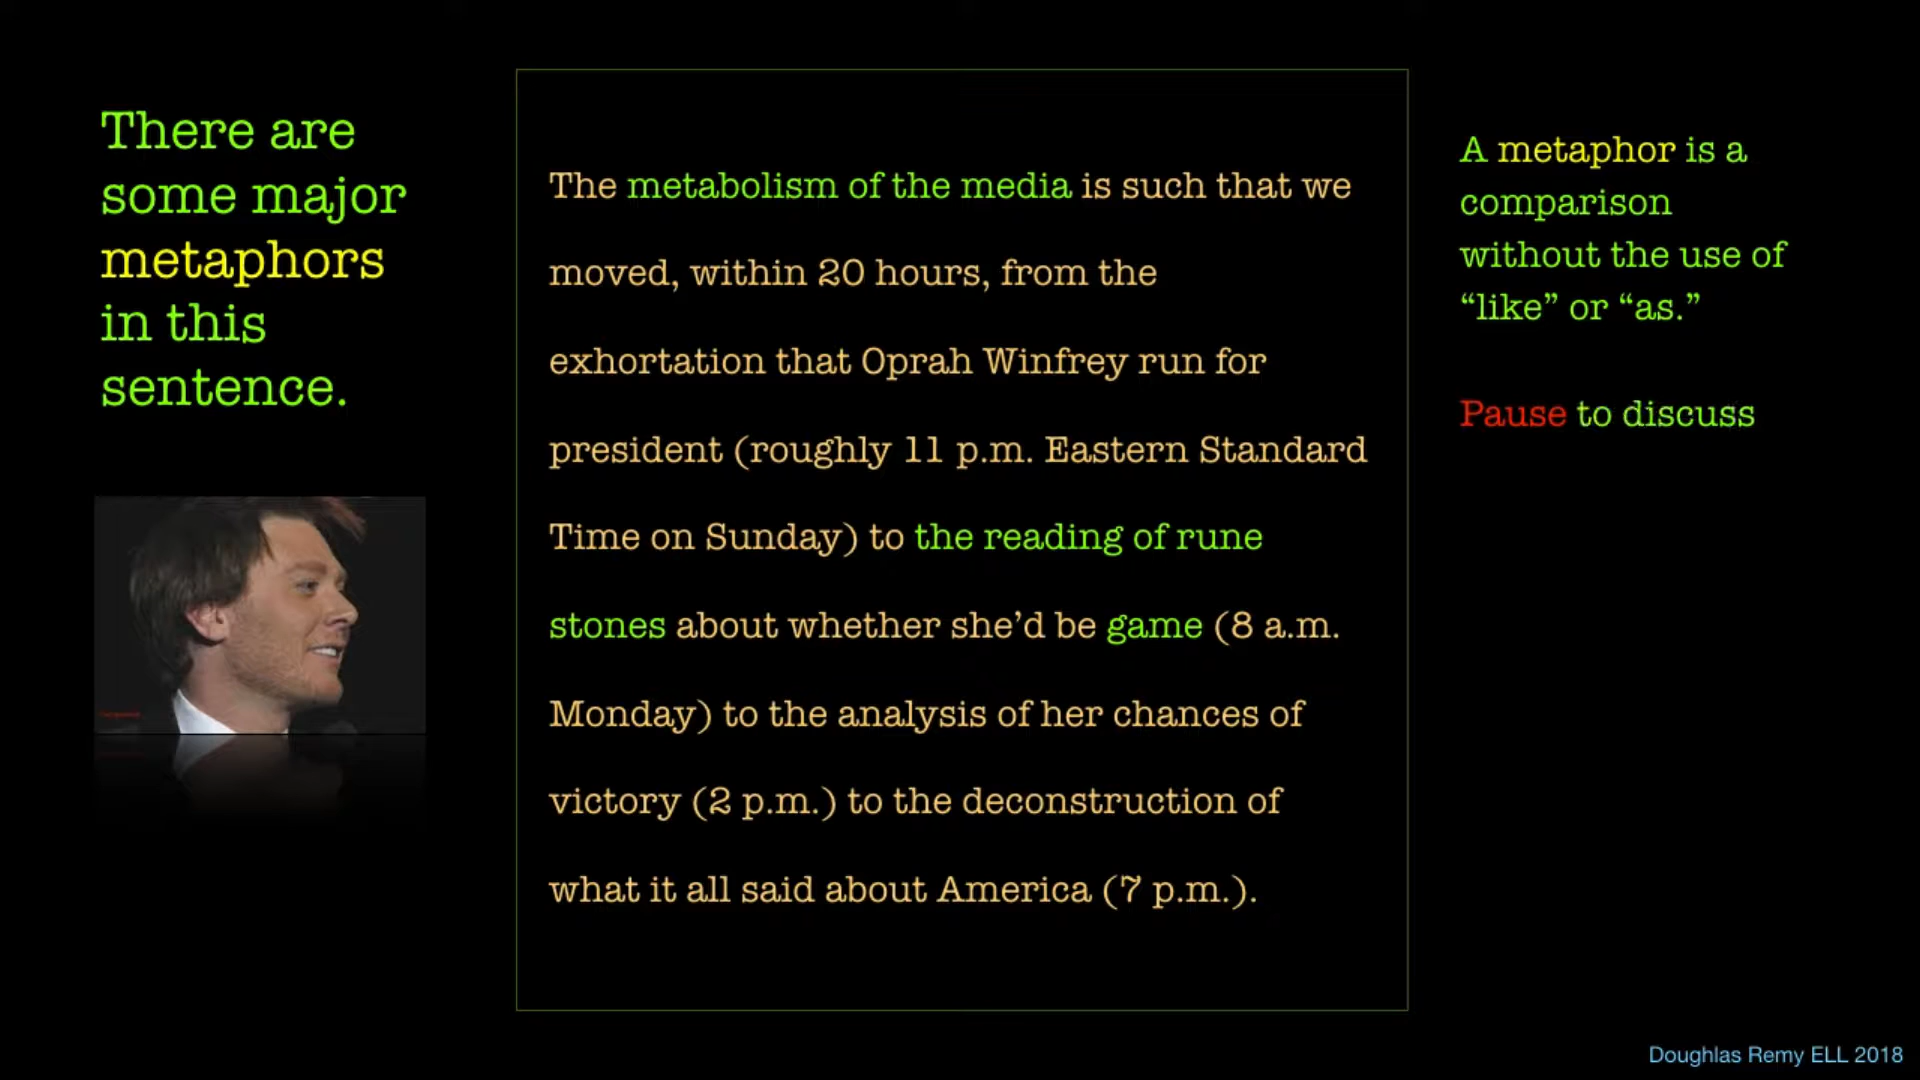 There are
some major
metaphors
in this
sentence.
The metabolism of the media is such that we
moved, within 20 hours, from the
exhortation that Oprah Winfrey run for
president (roughly 11 p.m. Eastern Standard
Time on Sunday) to the reading of rune
stones about whether she’d be game (8 a.m.
Monday) to the analysis of her chances of
victory (2 p.m.) to the deconstruction of
what it all said about America (7 p.m.).
A metaphor is a
comparison
without the use of
“like” or “as.”
Pause to discuss
Doughlas Remy ELL 2018